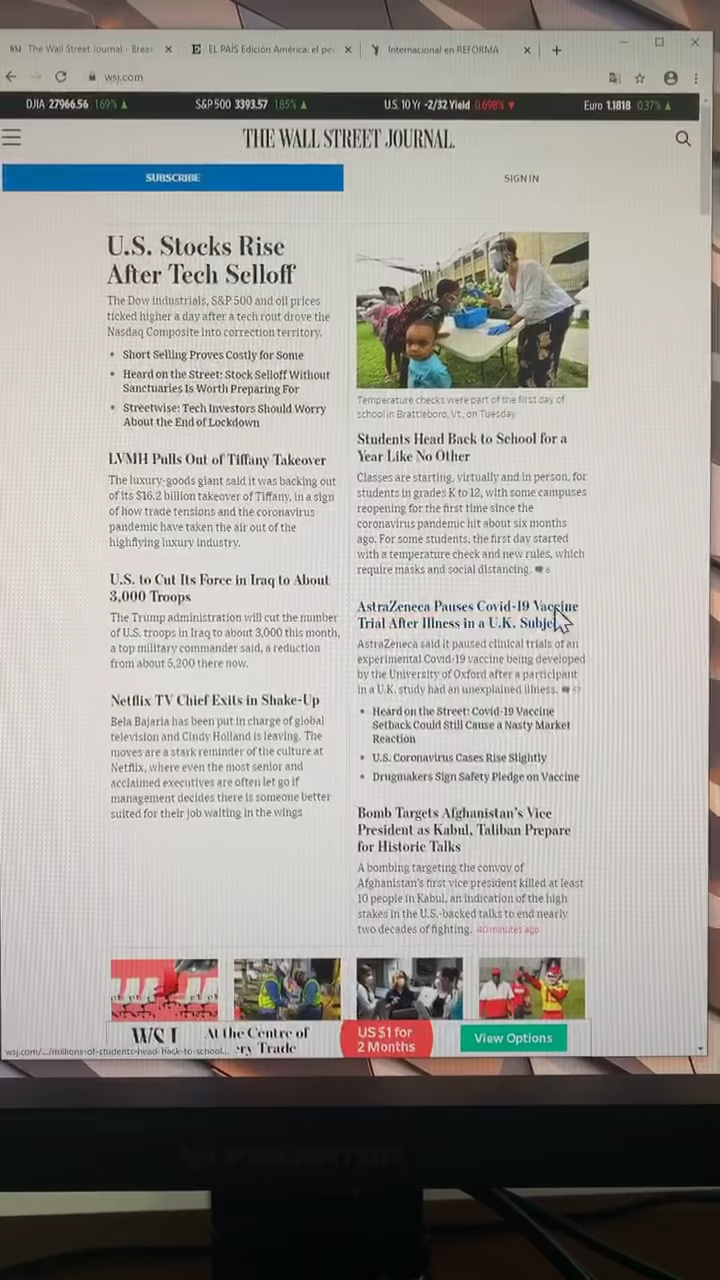 The Wall Street Journal - Brea
EL PAÍS Edición América: el pe
Internacional en REFORMA
wsj.com
DJIA 27966.56 1.69% ▲
S&P 500 3393.57 1.85% ▲
U.S. 10 Yr -2/32 Yield 0.698% ▼
Euro 1.1818 0.37% ▲
THE WALL STREET JOURNAL.
SUBSCRIBE
SIGN IN
U.S. Stocks Rise
After Tech Selloff
The Dow industrials, S&P 500 and oil prices
ticked higher a day after a tech rout drove the
Nasdaq Composite into correction territory.
Short Selling Proves Costly for Some
Heard on the Street: Stock Selloff Without
Sanctuaries Is Worth Preparing For
Streetwise: Tech Investors Should Worry
About the End of Lockdown
LVMH Pulls Out of Tiffany Takeover
The luxury-goods giant said it was backing out
of its $16.2 billion takeover of Tiffany, in a sign
of how trade tensions and the coronavirus
pandemic have taken the air out of the
highflying luxury industry.
U.S. to Cut Its Force in Iraq to About
3,000 Troops
The Trump administration will cut the number
of U.S. troops in Iraq to about 3,000 this month,
a top military commander said, a reduction
from about 5,200 there now.
Netflix TV Chief Exits in Shake-Up
Bela Bajaria has been put in charge of global
television and Cindy Holland is leaving. The
moves are a stark reminder of the culture at
Netflix, where even the most senior and
acclaimed executives are often let go if
management decides there is someone better
suited for their job waiting in the wings
Temperature checks were part of the first day of
school in Brattleboro, Vt., on Tuesday
Students Head Back to School for a
Year Like No Other
Classes are starting, virtually and in person, for
students in grades K to 12, with some campuses
reopening for the first time since the
coronavirus pandemic hit about six months
ago. For some students, the first day started
with a temperature check and new rules, which
require masks and social distancing. 6
AstraZeneca Pauses Covid-19 Vaccine
Trial After Illness in a U.K. Subje
AstraZeneca said it paused clinical trials of an
experimental Covid-19 vaccine being developed
by the University of Oxford after a participant
in a U.K. study had an unexplained illness.
Heard on the Street: Covid-19 Vaccine
Setback Could Still Cause a Nasty Market
Reaction
U.S. Coronavirus Cases Rise Slightly
Drugmakers Sign Safety Pledge on Vaccine
Bomb Targets Afghanistan's Vice
President as Kabul, Taliban Prepare
for Historic Talks
A bombing targeting the convoy of
Afghanistan's first vice president killed at least
10 people in Kabul, an indication of the high
stakes in the U.S.-backed talks to end nearly
two decades of fighting. 40 minutes ago
WSJ
At the Centre of
ry Trade
US $1 for
2 Months
View Options
wsj.com/.../millions-of-students-head-back-to-school...